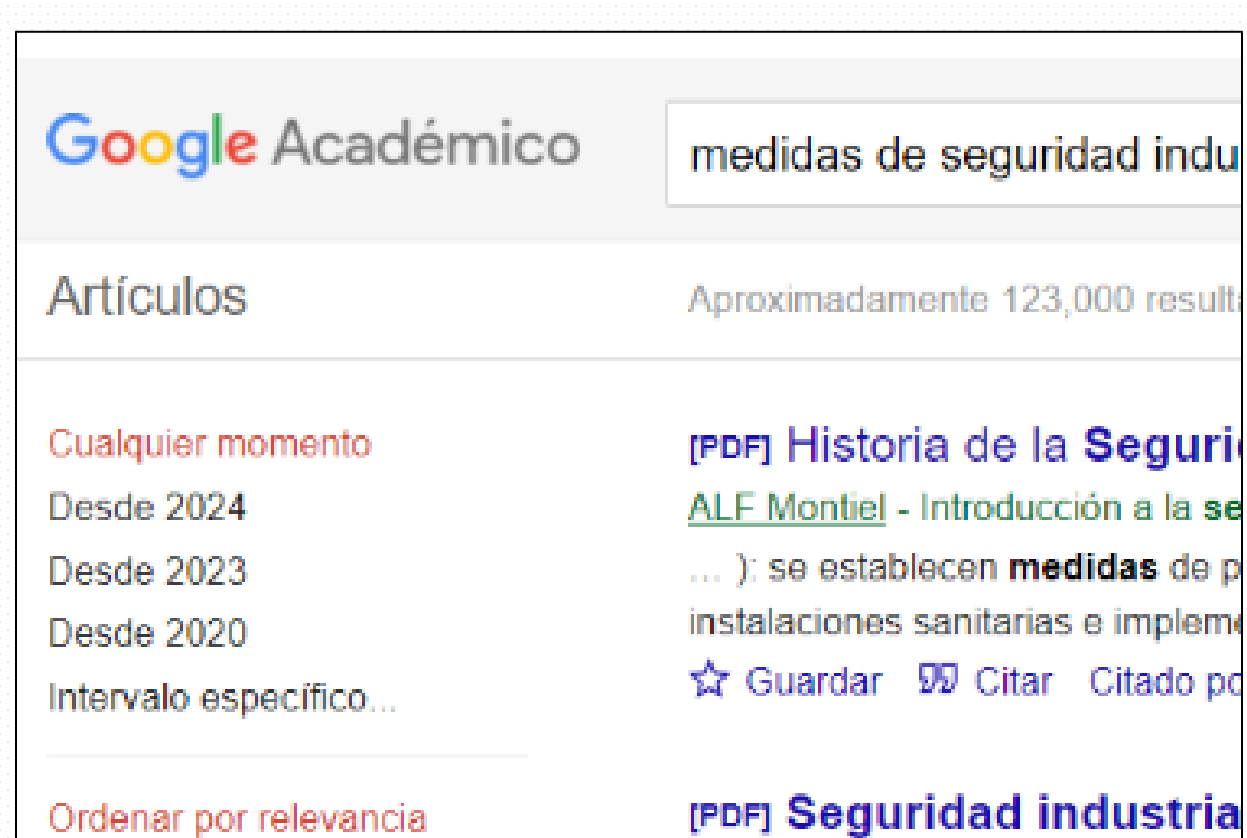 Google Académico
medidas de seguridad indu
Artículos
Aproximadamente 123,000 resulta
Cualquier momento
Desde 2024
Desde 2023
Desde 2020
Intervalo específico...
Ordenar por relevancia
[PDF] Historia de la Segurid
ALF Montiel - Introducción a la se
... ): se establecen medidas de p
instalaciones sanitarias e impleme
Guardar Citar Citado po
[PDF] Seguridad industria